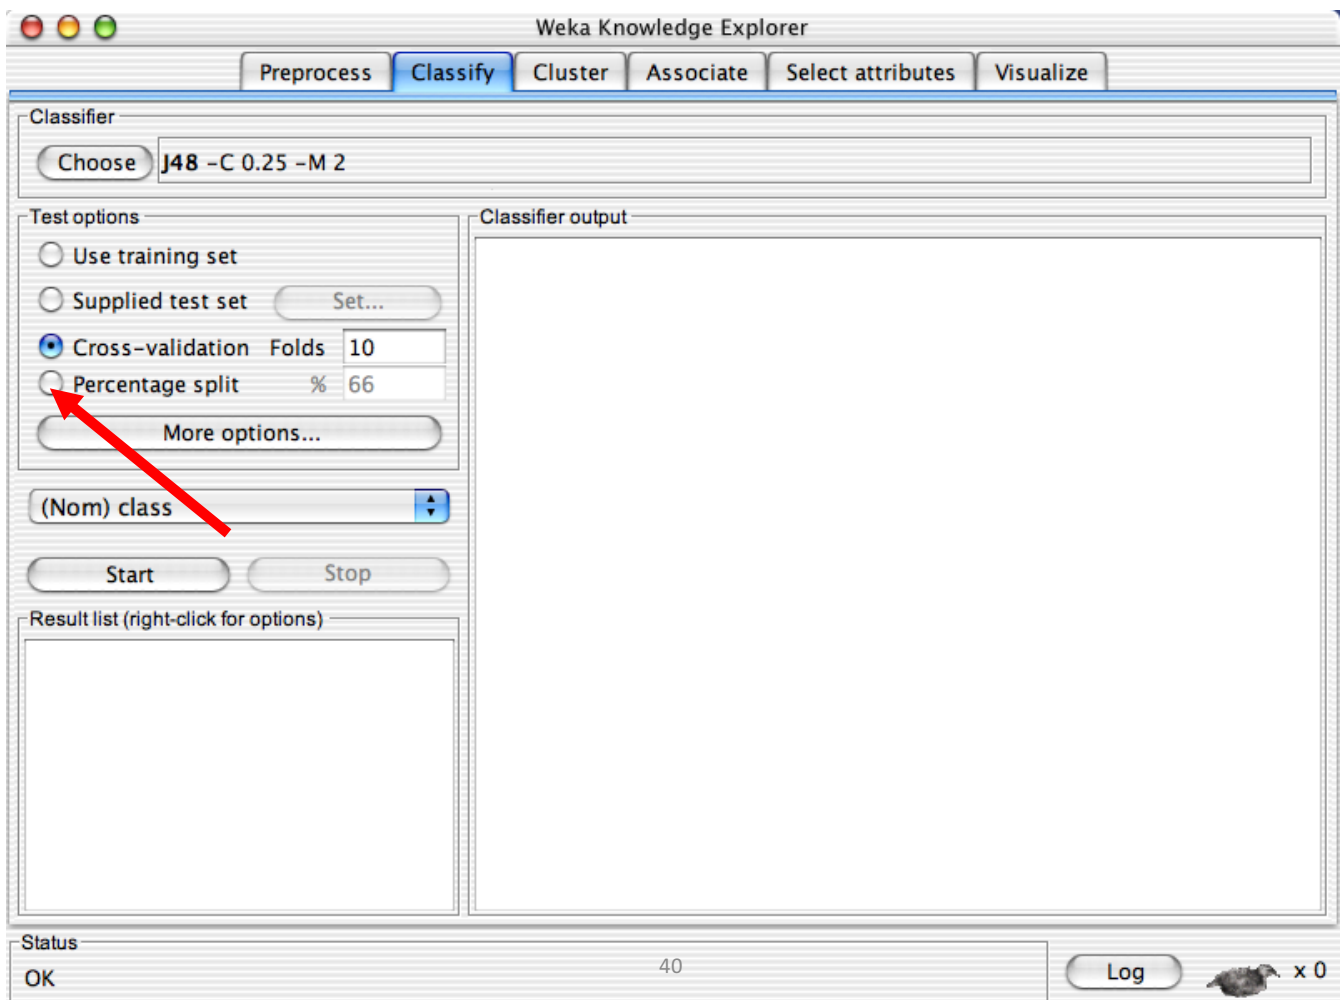 Weka Knowledge Explorer
Preprocess Classify Cluster Associate Select attributes Visualize
Classifier
Choose J48 -C 0.25 -M 2
Test options
Use training set
Supplied test set Set...
Cross-validation Folds 10
Percentage split % 66
More options...
(Nom) class
Start Stop
Result list (right-click for options)
Classifier output
Status
OK
40
Log x 0